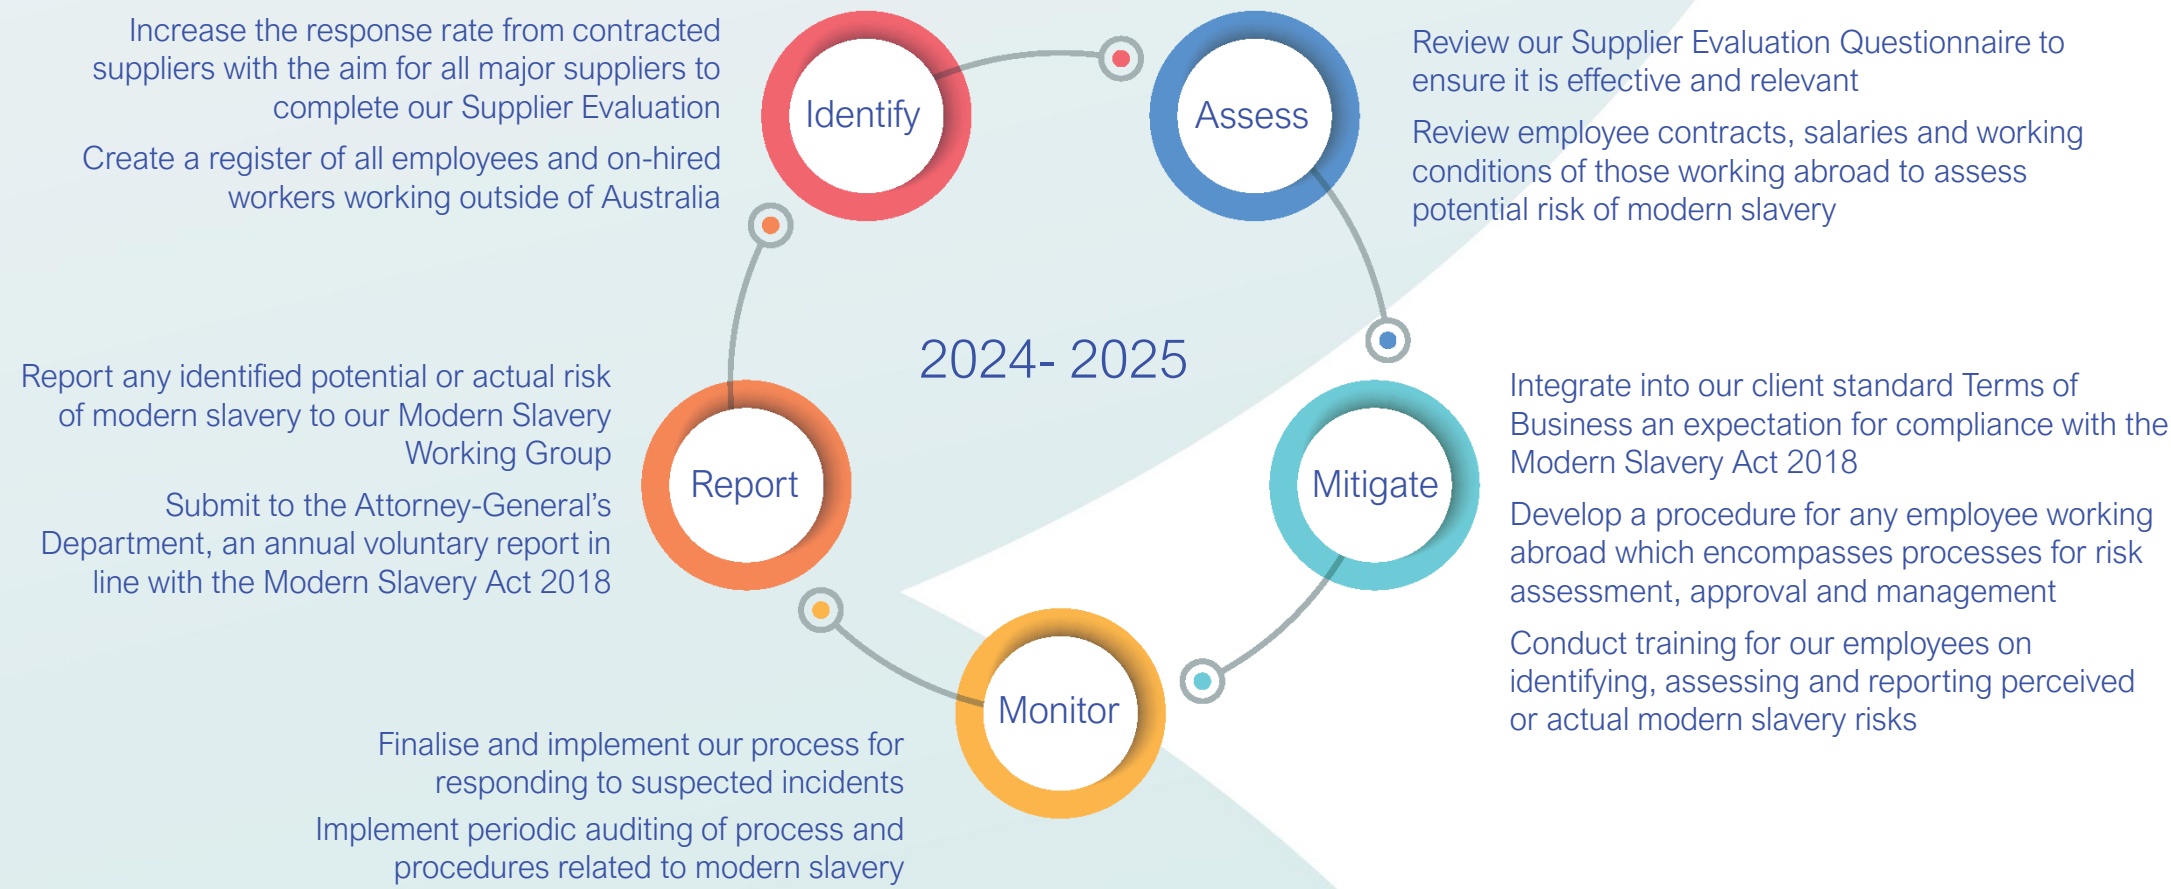 Increase the response rate from contracted
suppliers with the aim for all major suppliers to
complete our Supplier Evaluation
Create a register of all employees and on-hired
workers working outside of Australia
Identify
Assess
Review our Supplier Evaluation Questionnaire to
ensure it is effective and relevant
Review employee contracts, salaries and working
conditions of those working abroad to assess
potential risk of modern slavery
2024- 2025
Report any identified potential or actual risk
of modern slavery to our Modern Slavery
Working Group
Submit to the Attorney-General’s
Department, an annual voluntary report in
line with the Modern Slavery Act 2018
Report
Mitigate
Integrate into our client standard Terms of
Business an expectation for compliance with the
Modern Slavery Act 2018
Develop a procedure for any employee working
abroad which encompasses processes for risk
assessment, approval and management
Conduct training for our employees on
identifying, assessing and reporting perceived
or actual modern slavery risks
Monitor
Finalise and implement our process for
responding to suspected incidents
Implement periodic auditing of process and
procedures related to modern slavery